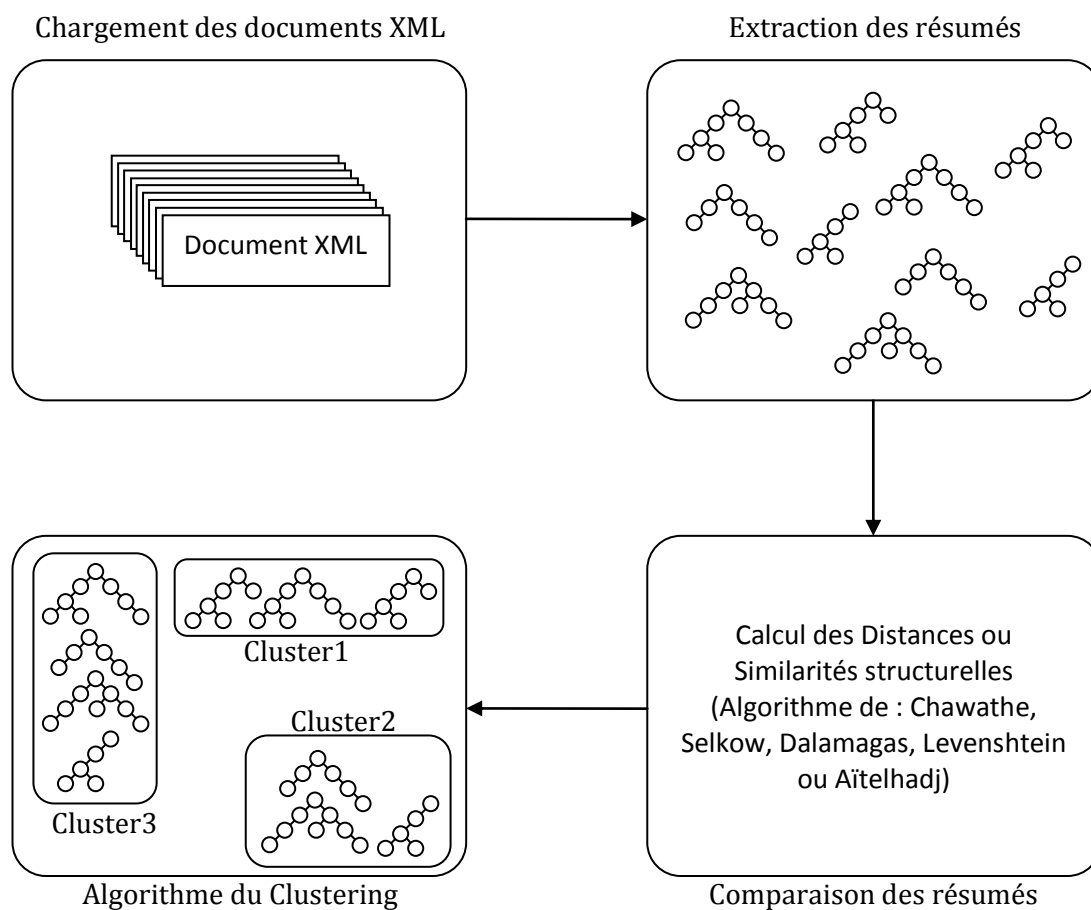 Chargement des documents XML
Extraction des résumés
Document XML
Calcul des Distances ou
Similarités structurelles
(Algorithme de : Chawathe,
Selkow, Dalamagas, Levenshtein
ou Aïtelhadj)
Comparaison des résumés
Cluster1
Cluster2
Cluster3
Algorithme du Clustering